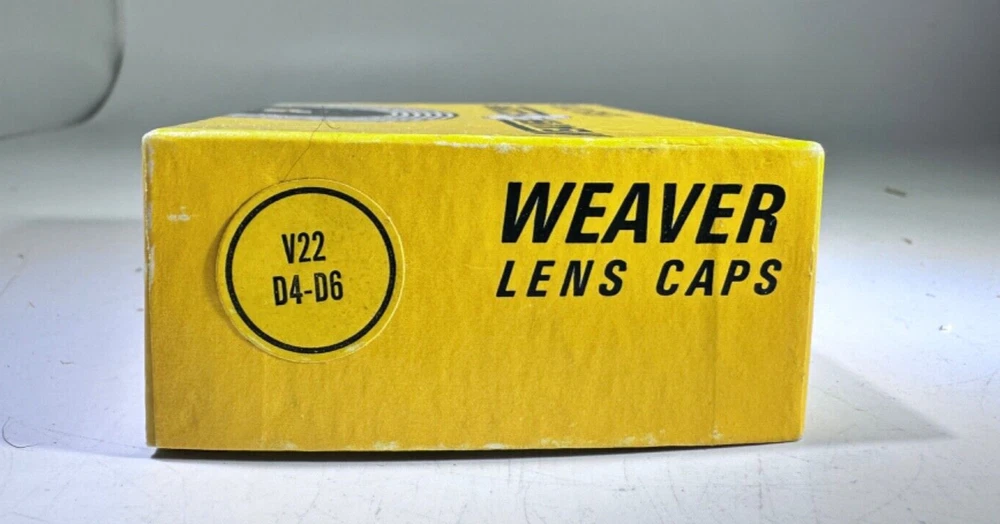 V22
D4-D6
WEAVER
LENS CAPS